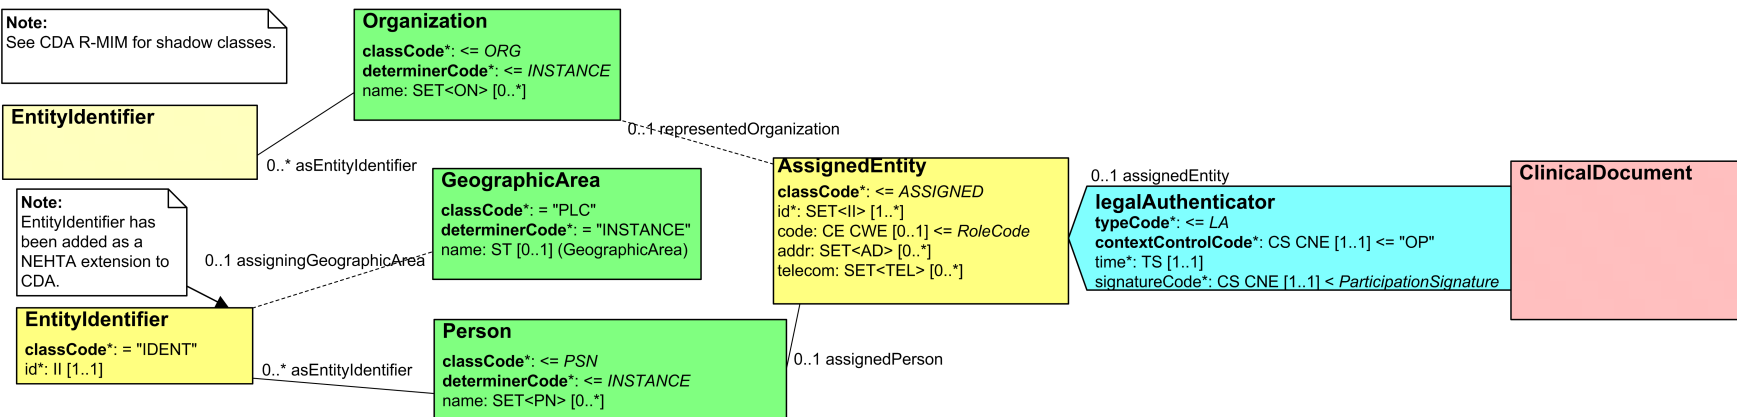 Note:
See CDA R-MIM for shadow classes.
Organization
classCode*: <= ORG
determinerCode*: <= INSTANCE
name: SET<ON> [0..*]
EntityIdentifier
0..* asEntityIdentifier
0..1 representedOrganization
GeographicArea
classCode*: = "PLC"
determinerCode*: = "INSTANCE"
name: ST [0..1] (GeographicArea)
Note:
EntityIdentifier has
been added as a
NEHTA extension to
CDA.
0..1 assigningGeographicArea
EntityIdentifier
classCode*: = "IDENT"
id*: II [1..1]
0..* asEntityIdentifier
Person
classCode*: <= PSN
determinerCode*: <= INSTANCE
name: SET<PN> [0..*]
0..1 assignedPerson
AssignedEntity
classCode*: <= ASSIGNED
id*: SET<II> [1..*]
code: CE CWE [0..1] <= RoleCode
addr: SET<AD> [0..*]
telecom: SET<TEL> [0..*]
0..1 assignedEntity
legalAuthenticator
typeCode*: <= LA
contextControlCode*: CS CNE [1..1] <= "OP"
time*: TS [1..1]
signatureCode*: CS CNE [1..1] < ParticipationSignature
ClinicalDocument